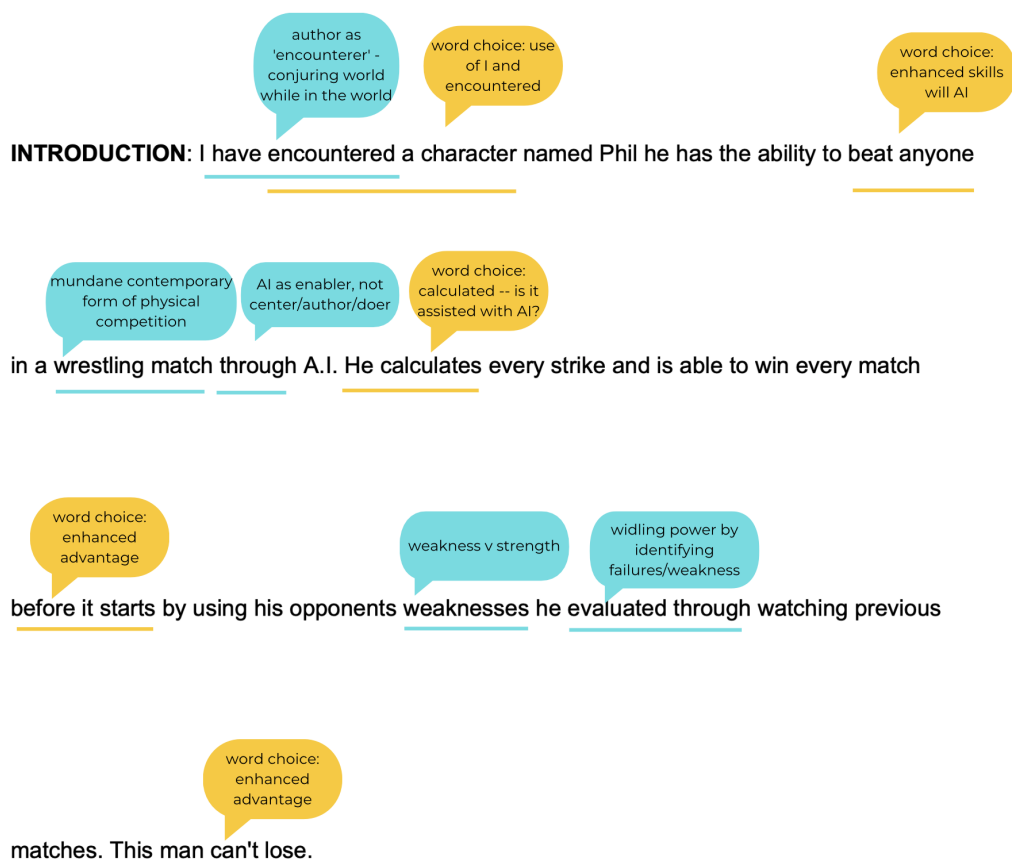 author as
'encounterer' -
conjuring world
while in the world
word choice: use
of I and
encountered
word choice:
enhanced skills
will AI
INTRODUCTION: I have encountered a character named Phil he has the ability to beat anyone
mundane contemporary
form of physical
competition
AI as enabler, not
center/author/doer
word choice:
calculated -- is it
assisted with AI?
in a wrestling match through A.I. He calculates every strike and is able to win every match
word choice:
enhanced
advantage
weakness v strength
widling power by
identifying
failures/weakness
before it starts by using his opponents weaknesses he evaluated through watching previous
word choice:
enhanced
advantage
matches. This man can't lose.